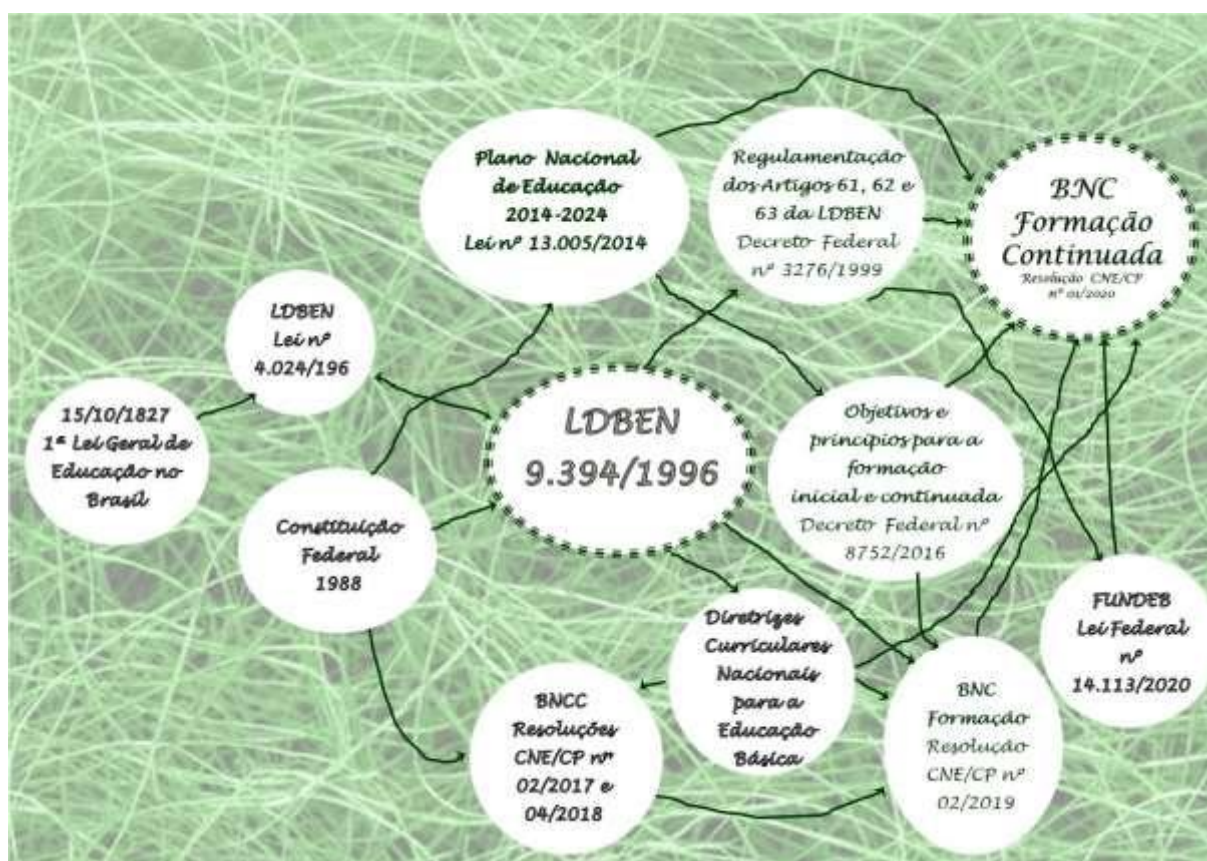 Plano Nacional
de Educação
2014-2024
Lei nº 13.005/2014
Regulamentação
dos Artigos 61, 62 e
63 da LDBEN
Decreto Federal
nº 3276/1999
BNC
Formação
Continuada
Resolução CNE/CP
nº 01/2020
LDBEN
Lei nº
4.024/196
15/10/1827
1ª Lei Geral de
Educação no
Brasil
LDBEN
9.394/1996
Objetivos e
princípios para a
formação
inicial e continuada
Decreto Federal nº
8752/2016
Constituição
Federal
1988
FUNDEB
Lei Federal
nº
14.113/2020
Diretrizes
Curriculares
Nacionais
para a
Educação
Básica
BNCC
Resoluções
CNE/CP nº
02/2017 e
04/2018
BNC
Formação
Resolução
CNE/CP nº
02/2019